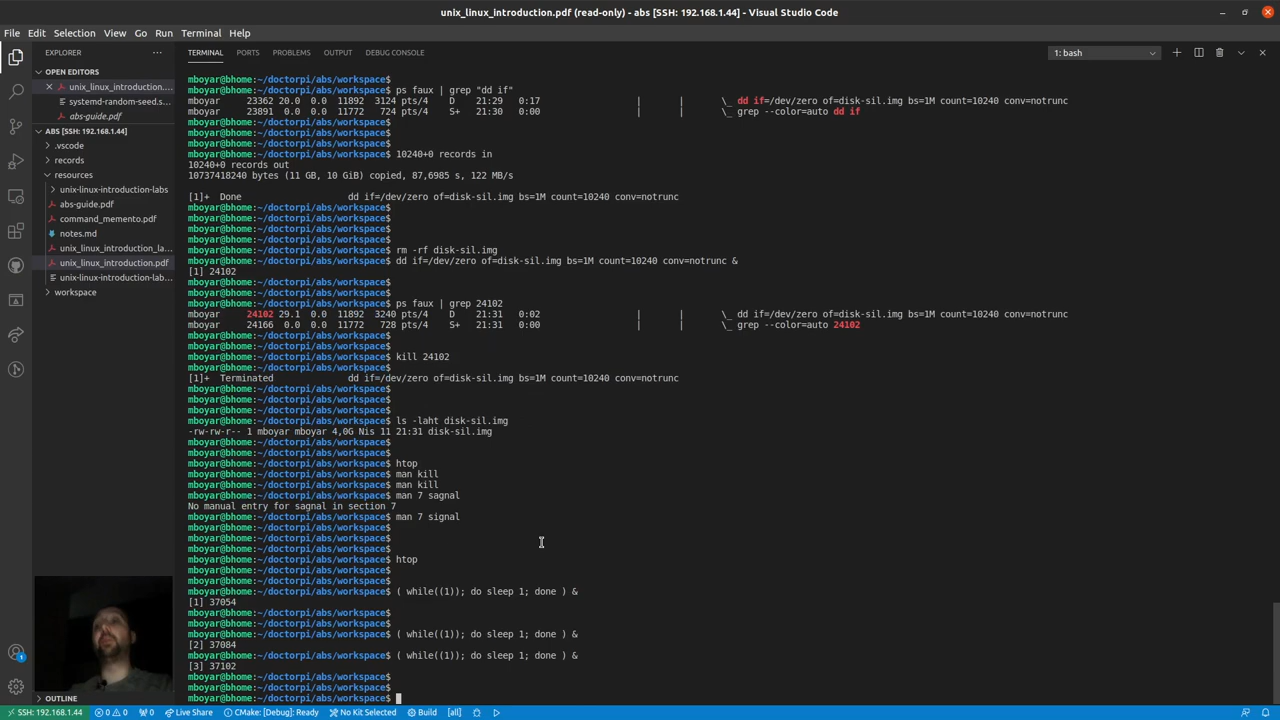 unix_linux_introduction.pdf (read-only) - abs [SSH: 192.168.1.44] - Visual Studio Code
File Edit Selection View Go Run Terminal Help
EXPLORER
OPEN EDITORS
unix_linux_introduction....
systemd-random-seed.s...
abs-guide.pdf
ABS [SSH: 192.168.1.44]
.vscode
records
resources
unix-linux-introduction-labs
abs-guide.pdf
command_memento.pdf
notes.md
unix_linux_introduction_la...
unix_linux_introduction.pdf
unix-linux-introduction-lab...
workspace
OUTLINE
TERMINAL PORTS PROBLEMS OUTPUT DEBUG CONSOLE
1: bash
mboyar@bhome:~/doctorpi/abs/workspace$
mboyar@bhome:~/doctorpi/abs/workspace$ ps faux | grep "dd if"
mboyar 23362 20.0 0.0 11892 3124 pts/4 D 21:29 0:17 | | \_ dd if=/dev/zero of=disk-sil.img bs=1M count=10240 conv=notrunc
mboyar 23891 0.0 0.0 11772 724 pts/4 S+ 21:30 0:00 | | \_ grep --color=auto dd if
mboyar@bhome:~/doctorpi/abs/workspace$
mboyar@bhome:~/doctorpi/abs/workspace$
mboyar@bhome:~/doctorpi/abs/workspace$
mboyar@bhome:~/doctorpi/abs/workspace$ 10240+0 records in
10240+0 records out
10737418240 bytes (11 GB, 10 GiB) copied, 87,6985 s, 122 MB/s
[1]+ Done dd if=/dev/zero of=disk-sil.img bs=1M count=10240 conv=notrunc
mboyar@bhome:~/doctorpi/abs/workspace$
mboyar@bhome:~/doctorpi/abs/workspace$
mboyar@bhome:~/doctorpi/abs/workspace$
mboyar@bhome:~/doctorpi/abs/workspace$
mboyar@bhome:~/doctorpi/abs/workspace$ rm -rf disk-sil.img
mboyar@bhome:~/doctorpi/abs/workspace$ dd if=/dev/zero of=disk-sil.img bs=1M count=10240 conv=notrunc &
[1] 24102
mboyar@bhome:~/doctorpi/abs/workspace$
mboyar@bhome:~/doctorpi/abs/workspace$
mboyar@bhome:~/doctorpi/abs/workspace$ ps faux | grep 24102
mboyar 24102 29.1 0.0 11892 3240 pts/4 D 21:31 0:02 | | \_ dd if=/dev/zero of=disk-sil.img bs=1M count=10240 conv=notrunc
mboyar 24166 0.0 0.0 11772 728 pts/4 S+ 21:31 0:00 | | \_ grep --color=auto 24102
mboyar@bhome:~/doctorpi/abs/workspace$
mboyar@bhome:~/doctorpi/abs/workspace$
mboyar@bhome:~/doctorpi/abs/workspace$ kill 24102
mboyar@bhome:~/doctorpi/abs/workspace$
[1]+ Terminated dd if=/dev/zero of=disk-sil.img bs=1M count=10240 conv=notrunc
mboyar@bhome:~/doctorpi/abs/workspace$
mboyar@bhome:~/doctorpi/abs/workspace$
mboyar@bhome:~/doctorpi/abs/workspace$
mboyar@bhome:~/doctorpi/abs/workspace$ ls -laht disk-sil.img
-rw-rw-r-- 1 mboyar mboyar 4,0G Nis 11 21:31 disk-sil.img
mboyar@bhome:~/doctorpi/abs/workspace$
mboyar@bhome:~/doctorpi/abs/workspace$
mboyar@bhome:~/doctorpi/abs/workspace$ htop
mboyar@bhome:~/doctorpi/abs/workspace$ man kill
mboyar@bhome:~/doctorpi/abs/workspace$ man kill
mboyar@bhome:~/doctorpi/abs/workspace$ man 7 sagnal
No manual entry for sagnal in section 7
mboyar@bhome:~/doctorpi/abs/workspace$ man 7 signal
mboyar@bhome:~/doctorpi/abs/workspace$
mboyar@bhome:~/doctorpi/abs/workspace$
mboyar@bhome:~/doctorpi/abs/workspace$
mboyar@bhome:~/doctorpi/abs/workspace$ htop
mboyar@bhome:~/doctorpi/abs/workspace$
mboyar@bhome:~/doctorpi/abs/workspace$
mboyar@bhome:~/doctorpi/abs/workspace$ ( while((1)); do sleep 1; done ) &
[1] 37054
mboyar@bhome:~/doctorpi/abs/workspace$
mboyar@bhome:~/doctorpi/abs/workspace$
mboyar@bhome:~/doctorpi/abs/workspace$ ( while((1)); do sleep 1; done ) &
[2] 37084
mboyar@bhome:~/doctorpi/abs/workspace$ ( while((1)); do sleep 1; done ) &
[3] 37102
mboyar@bhome:~/doctorpi/abs/workspace$
mboyar@bhome:~/doctorpi/abs/workspace$
mboyar@bhome:~/doctorpi/abs/workspace$
SSH: 192.168.1.44 0 0 0 Live Share CMake: [Debug]: Ready No Kit Selected Build [all]